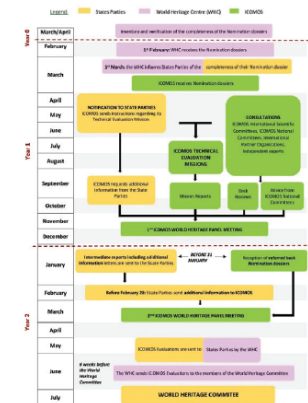 Legend States Parties World Heritage Centre (WHC) ICOMOS
Year 0
March/April
Inventory and verification of the completeness of the Nomination dossiers
February
1st February: WHC receives the Nomination dossiers
March
1st March: the WHC informs States Parties of the completeness of their Nomination dossier
ICOMOS receives Nomination dossiers
Year 1
April
May
June
July
August
September
October
November
December
NOTIFICATION TO STATE PARTIES
ICOMOS sends instructions regarding to
Technical Evaluation Mission
CONSULTATIONS
ICOMOS International Scientific
Committees, ICOMOS National
Committees, International
Partner Organizations,
Independent experts
ICOMOS TECHNICAL
EVALUATION
MISSIONS
ICOMOS requests additional
information from the State
Parties
Mission Reports
Desk
Reviews
Advice from
ICOMOS National
Committees
1st ICOMOS WORLD HERITAGE PANEL MEETING
Year 2
January
Intermediate reports including additional
information are sent to the State Parties
BEFORE 31
JANUARY
Reception of external
Nomination dossiers
February
Before February 28: States Parties send additional information to ICOMOS
March
2nd ICOMOS WORLD HERITAGE PANEL MEETING
April
May
ICOMOS Evaluations are sent to States Parties by the WHC
June
6 weeks before
the World
Heritage
Committee
The WHC sends ICOMOS Evaluations to the members of the World Heritage Committee
July
WORLD HERITAGE COMMITTEE